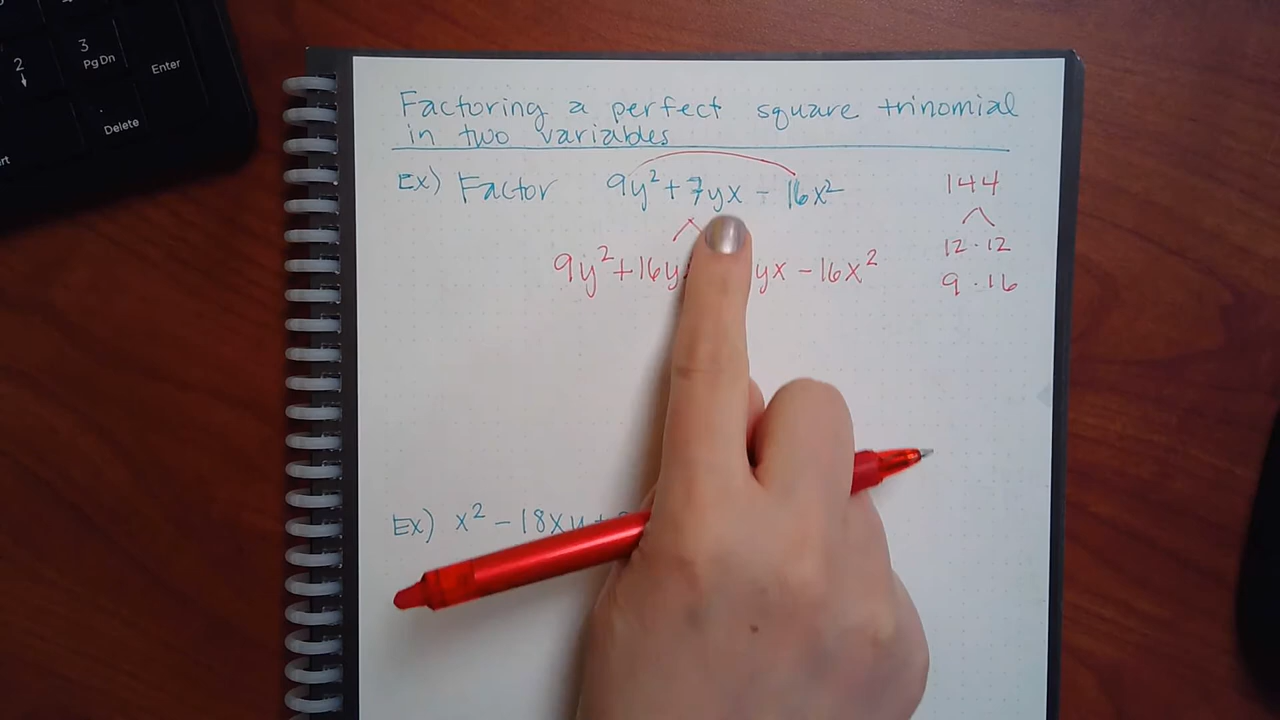 3
PgDn
2
Enter
Delete
Factoring a perfect square trinomial
in two variables
Ex) Factor 9y² + 7yx - 16x²
144
9y² + 16y yx - 16x²
12 · 12
9 · 16
Ex) x² - 18xy +